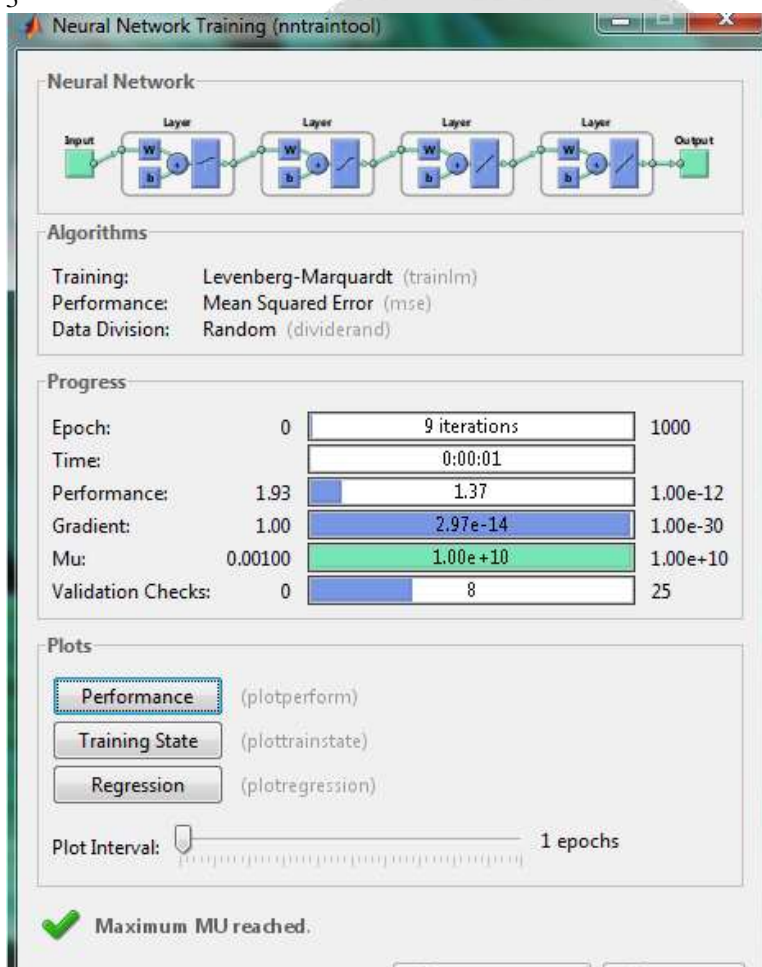 Neural Network Training (nntraintool)
Neural Network
Layer Layer Layer Layer
Input W b + W b + W b + W b + Output
Algorithms
Training: Levenberg-Marquardt (trainlm)
Performance: Mean Squared Error (mse)
Data Division: Random (dividerand)
Progress
Epoch: 0 9 iterations 1000
Time: 0:00:01
Performance: 1.93 1.37 1.00e-12
Gradient: 1.00 2.97e-14 1.00e-30
Mu: 0.00100 1.00e+10 1.00e+10
Validation Checks: 0 8 25
Plots
Performance (plotperform)
Training State (plottrainstate)
Regression (plotregression)
Plot Interval: 1 epochs
Maximum MU reached.